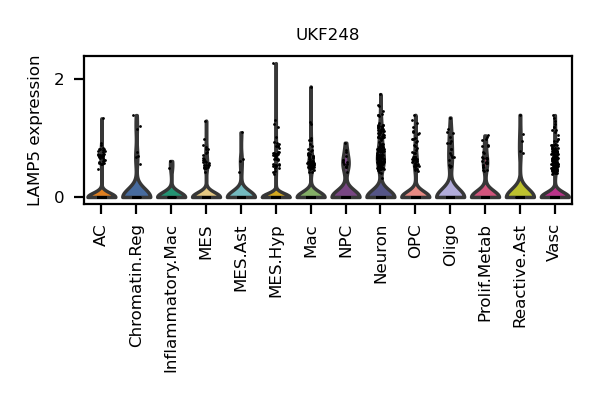 UKF248
LAMP5 expression
2
0
AC
Chromatin.Reg
Inflammatory.Mac
MES
MES.Ast
MES.Hyp
Mac
NPC
Neuron
OPC
Oligo
Prolif.Metab
Reactive.Ast
Vasc